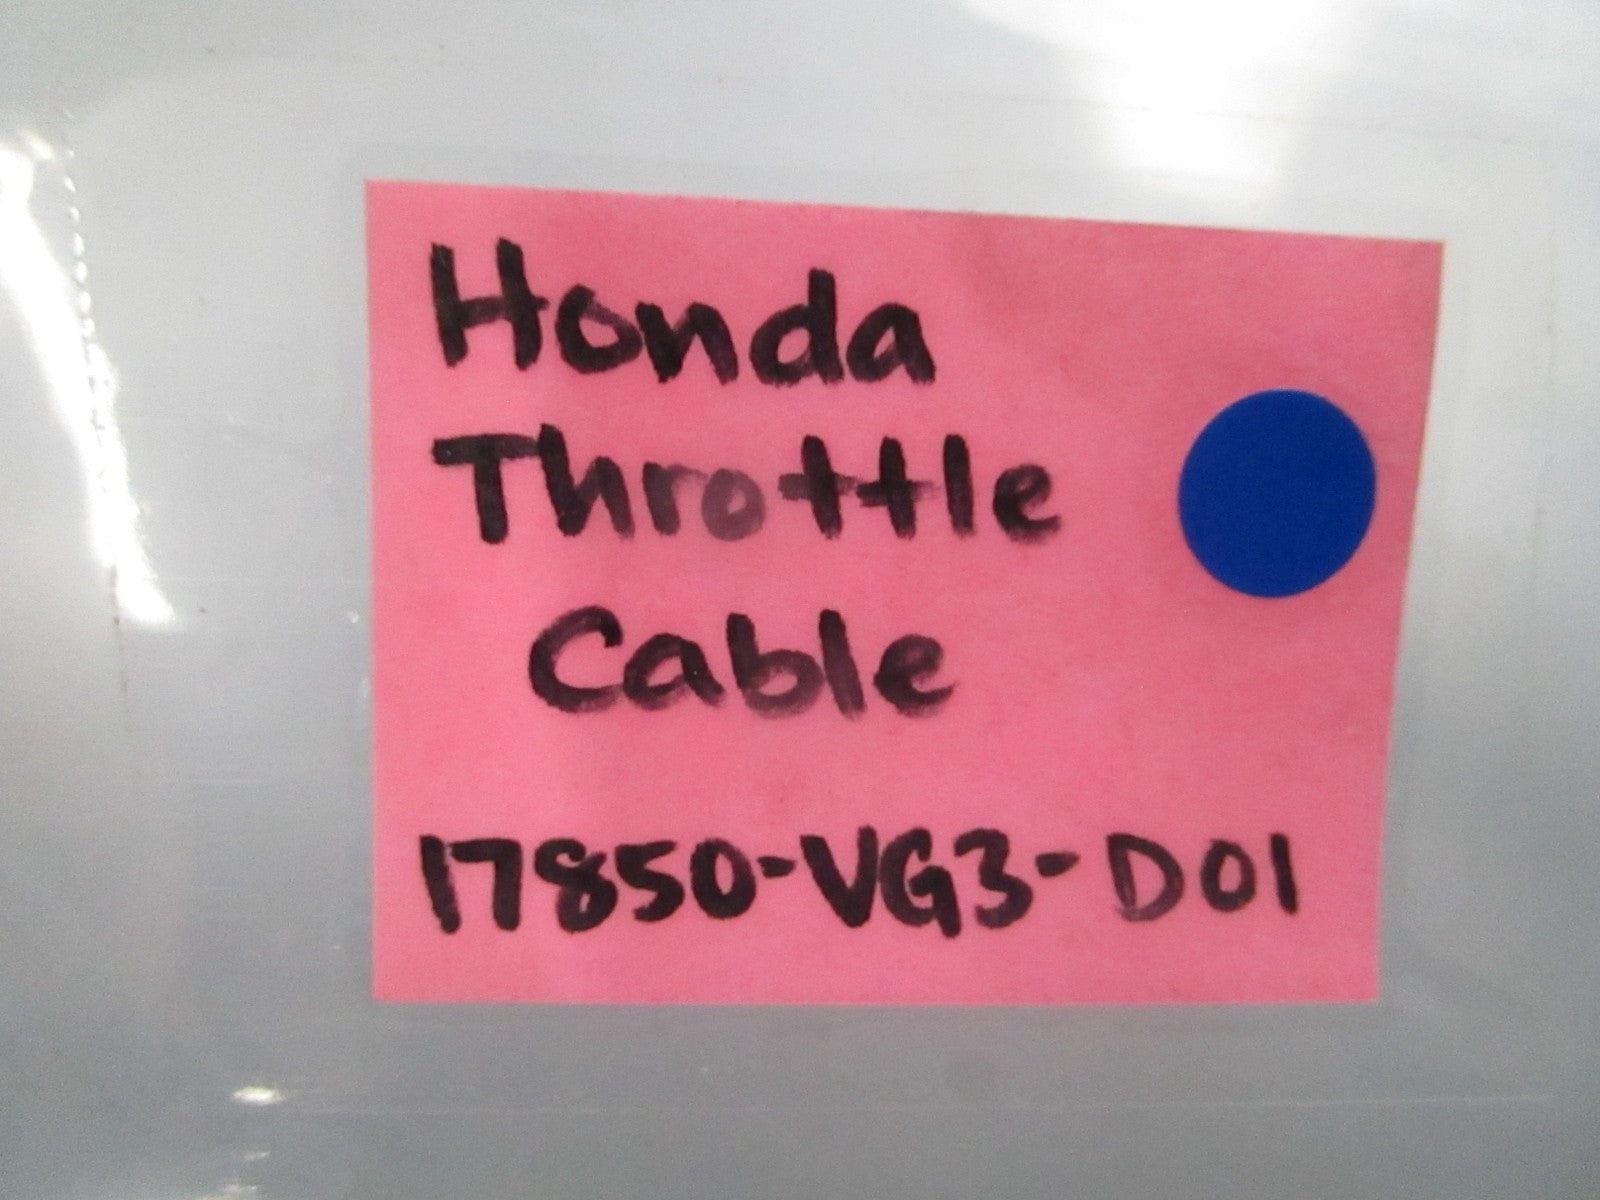 Honda
Throttle
Cable
17850-VG3-D01